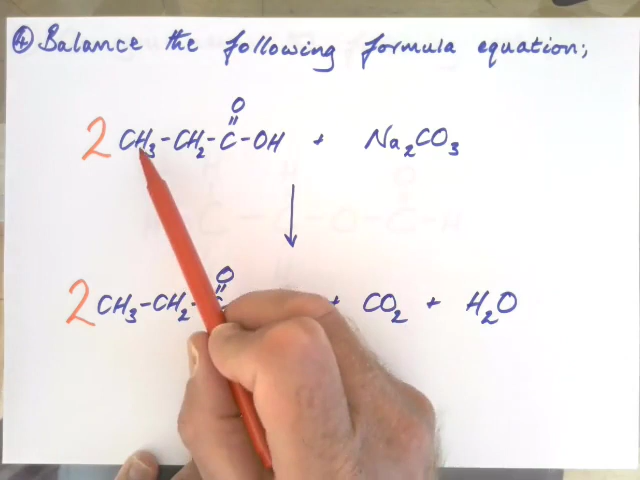 ④ Balance the following formula equation;
O
2 CH₃-CH₂-C-OH + Na₂CO₃
O
2 CH₃-CH₂- + CO₂ + H₂O